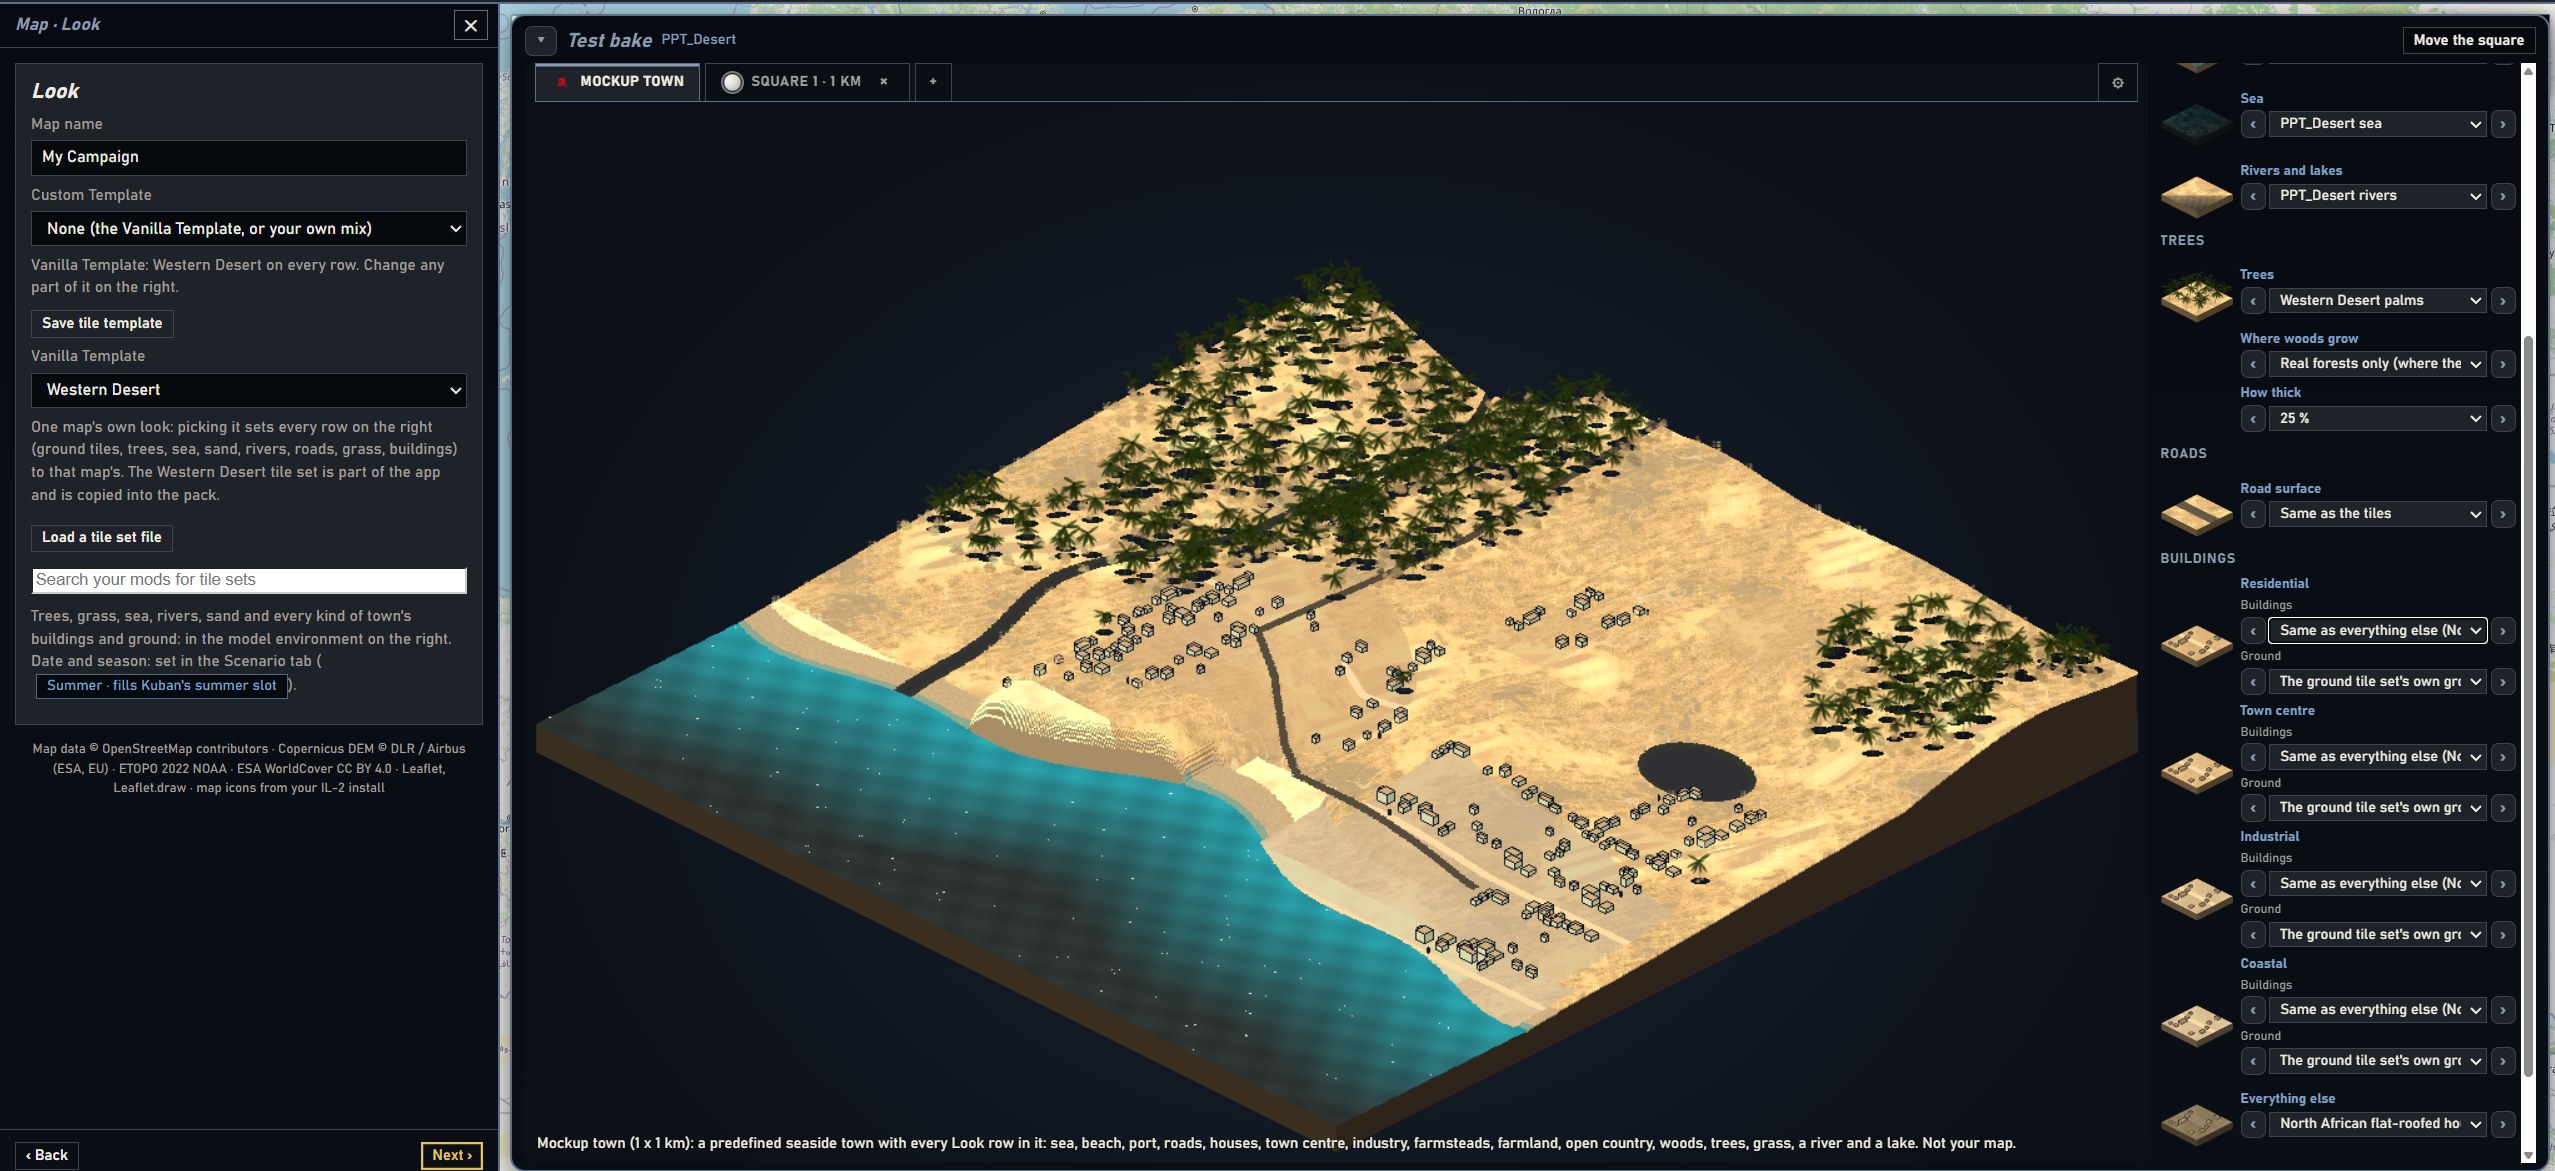 Map · Look
Look
Map name
My Campaign
Custom Template
None (the Vanilla Template, or your own mix)
Vanilla Template: Western Desert on every row. Change any
part of it on the right.
Save tile template
Vanilla Template
Western Desert
One map's own look: picking it sets every row on the right
(ground tiles, trees, sea, sand, rivers, roads, grass, buildings)
to that map's. The Western Desert tile set is part of the app
and is copied into the pack.
Load a tile set file
Search your mods for tile sets
Trees, grass, sea, rivers, sand and every kind of town's
buildings and ground: in the model environment on the right.
Date and season: set in the Scenario tab (
Summer · fills Kuban's summer slot ).
Map data © OpenStreetMap contributors · Copernicus DEM © DLR / Airbus
(ESA, EU) · ETOPO 2022 NOAA · ESA WorldCover CC BY 4.0 · Leaflet,
Leaflet.draw · map icons from your IL-2 install
‹ Back
Next ›
Вологда
Test bake PPT_Desert
Move the square
MOCKUP TOWN
SQUARE 1 · 1 KM
Mockup town (1 x 1 km): a predefined seaside town with every Look row in it: sea, beach, port, roads, houses, town centre, industry, farmsteads, farmland, open country, woods, trees, grass, a river and a lake. Not your map.
Sea
PPT_Desert sea
Rivers and lakes
PPT_Desert rivers
TREES
Trees
Western Desert palms
Where woods grow
Real forests only (where the
How thick
25 %
ROADS
Road surface
Same as the tiles
BUILDINGS
Residential
Buildings
Same as everything else (No
Ground
The ground tile set's own gro
Town centre
Buildings
Same as everything else (No
Ground
The ground tile set's own gro
Industrial
Buildings
Same as everything else (No
Ground
The ground tile set's own gro
Coastal
Buildings
Same as everything else (No
Ground
The ground tile set's own gro
Everything else
North African flat-roofed ho